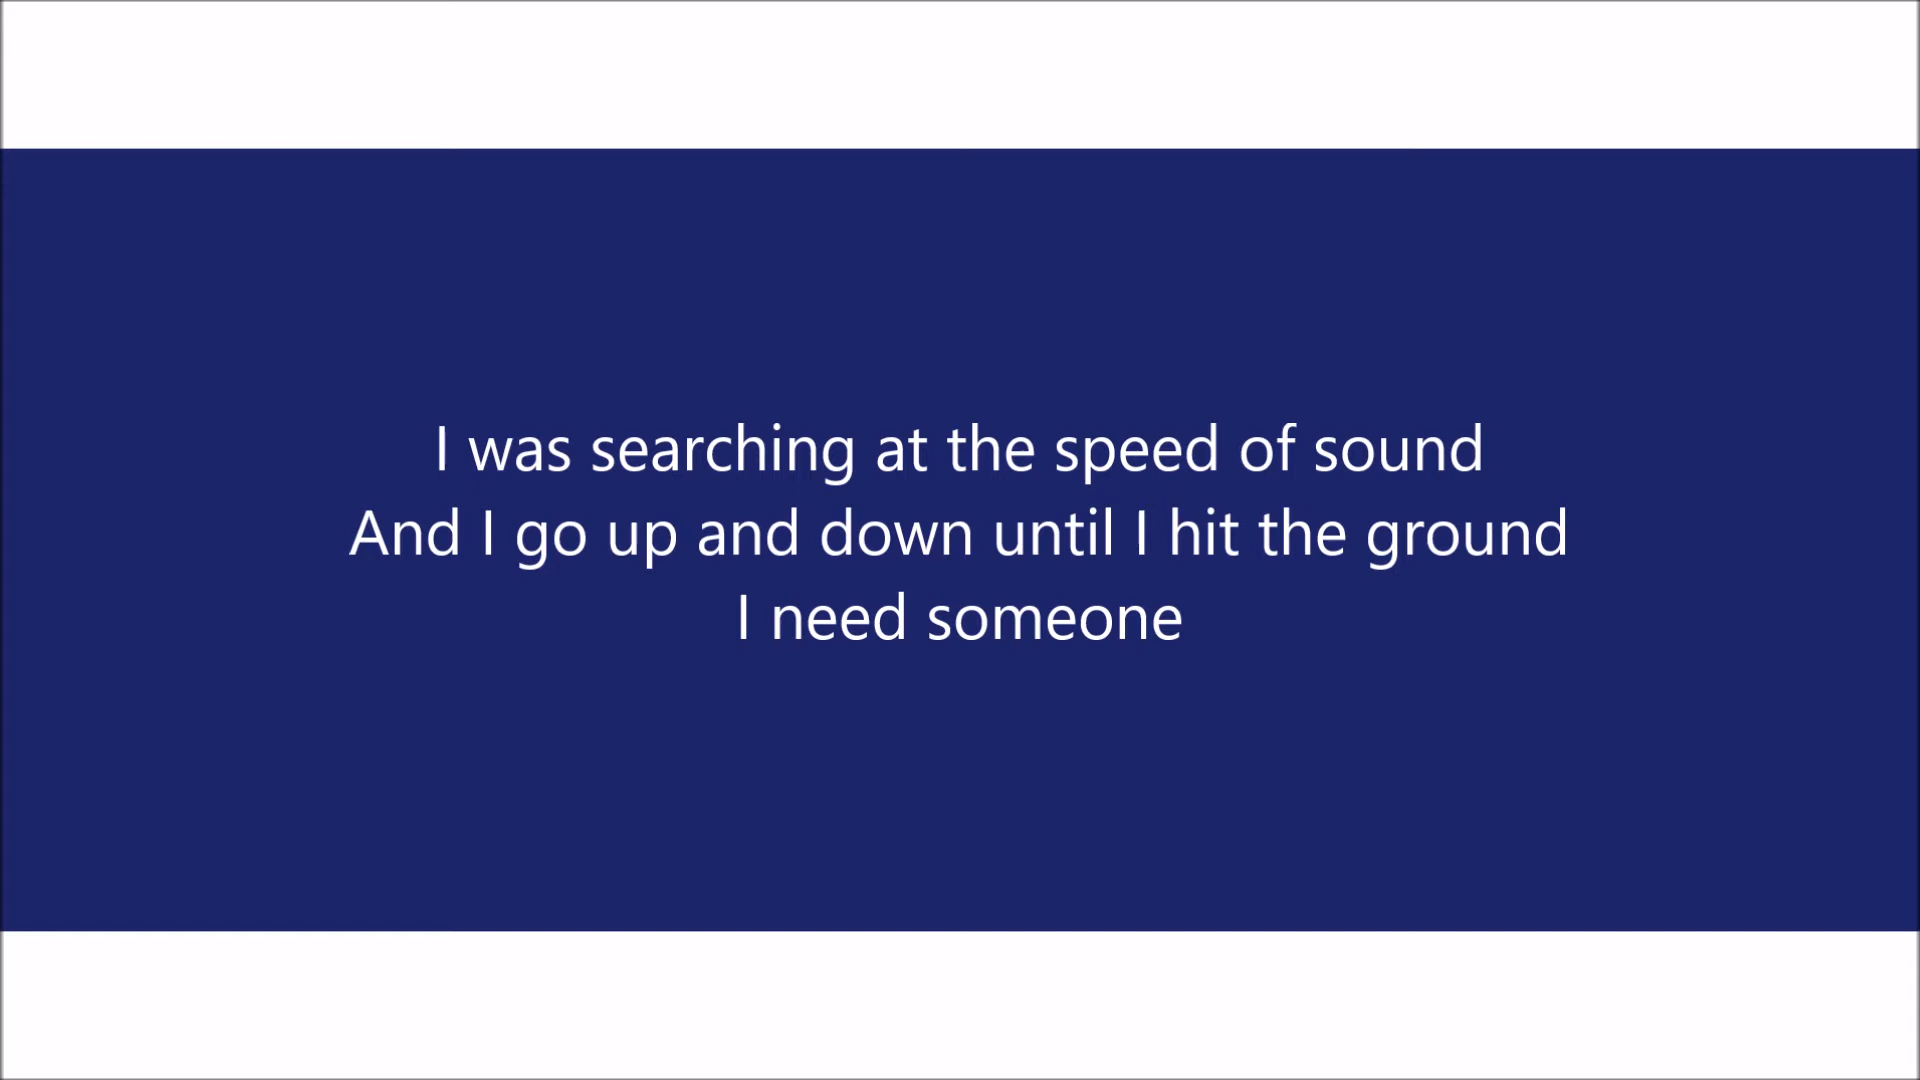 I was searching at the speed of sound
And I go up and down until I hit the ground
I need someone